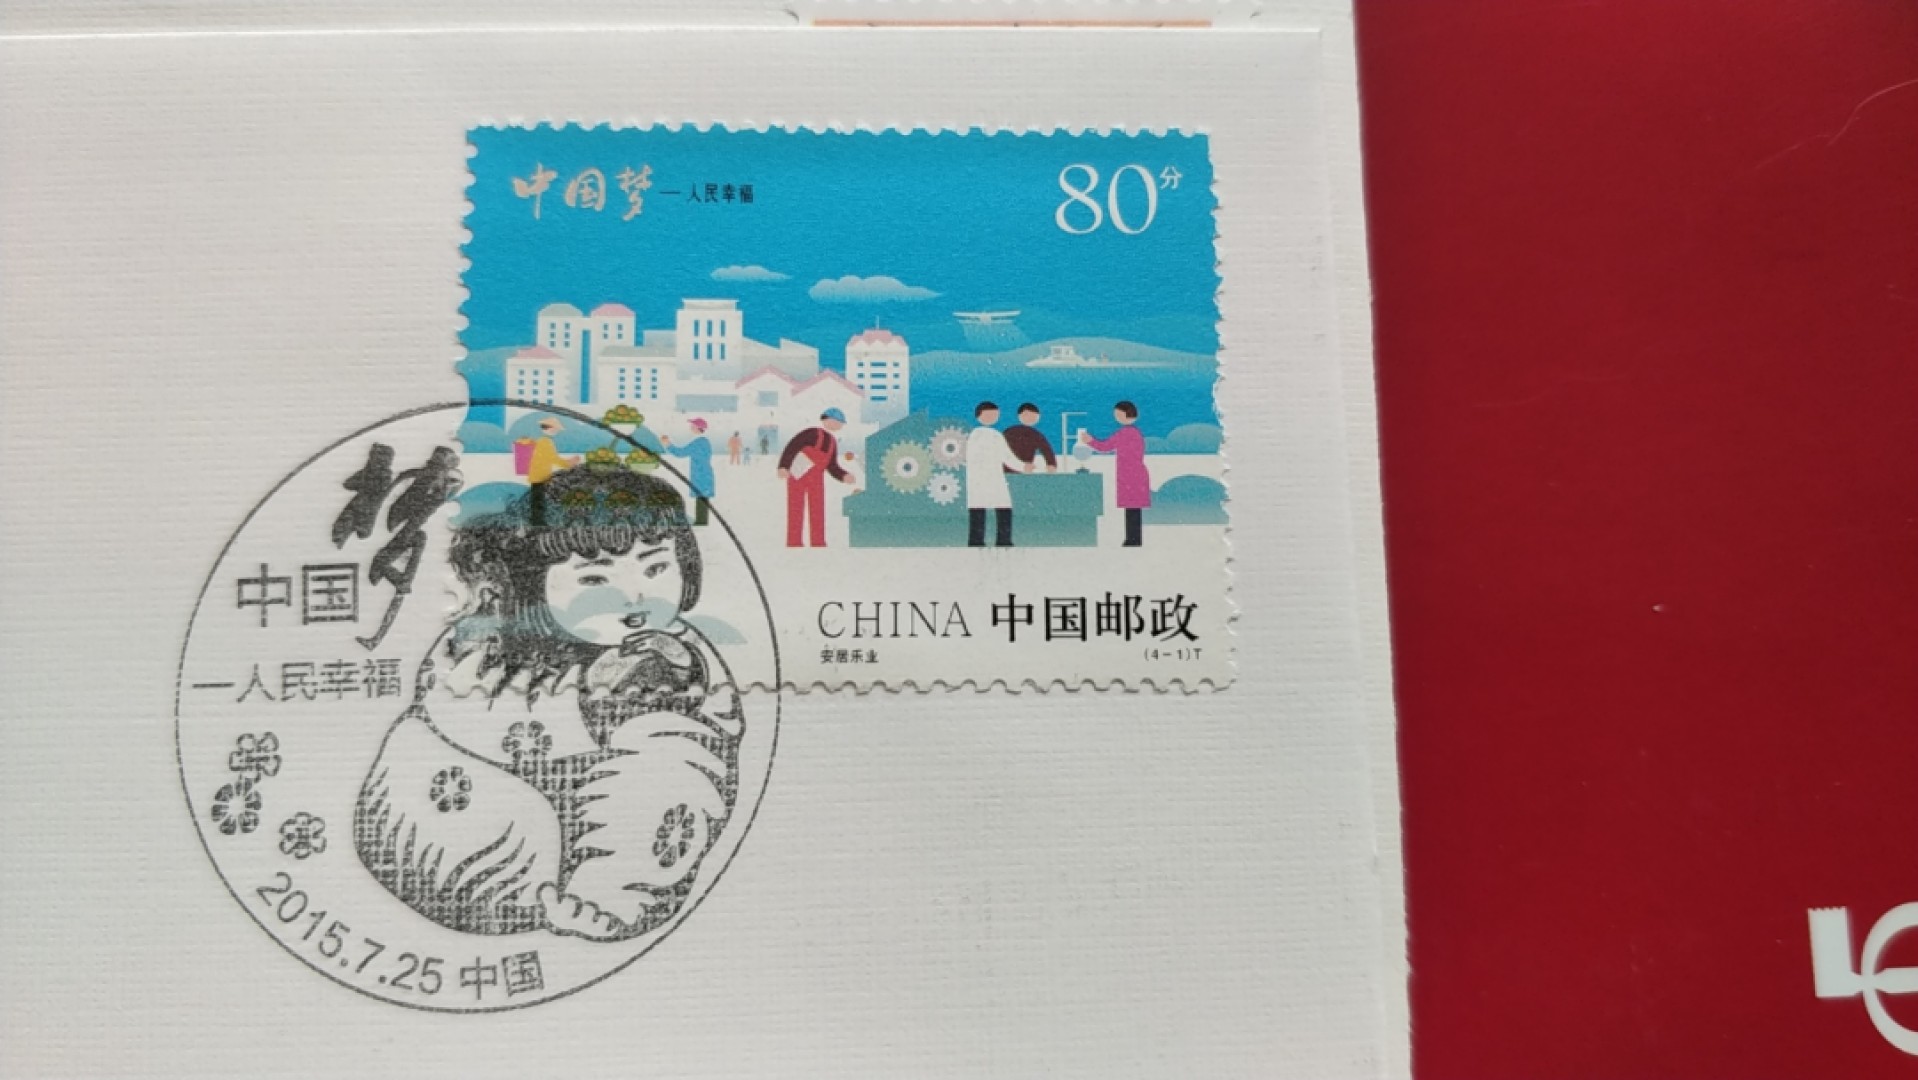 中国梦—人民幸福
80分
CHINA 中国邮政
安居乐业
(4-1)T
中国梦
—人民幸福
2015.7.25 中国